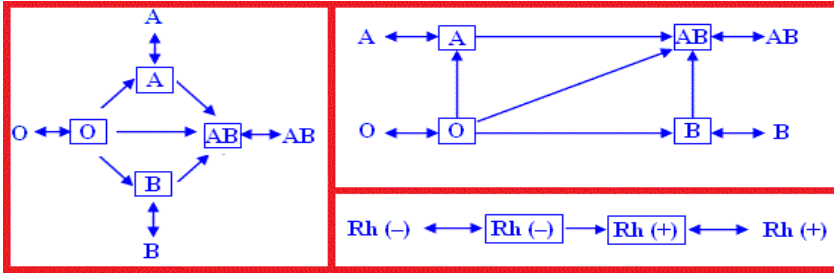 A
A
O O AB AB
B
B
A A AB AB
O O B B
Rh (–) Rh (–) Rh (+) Rh (+)